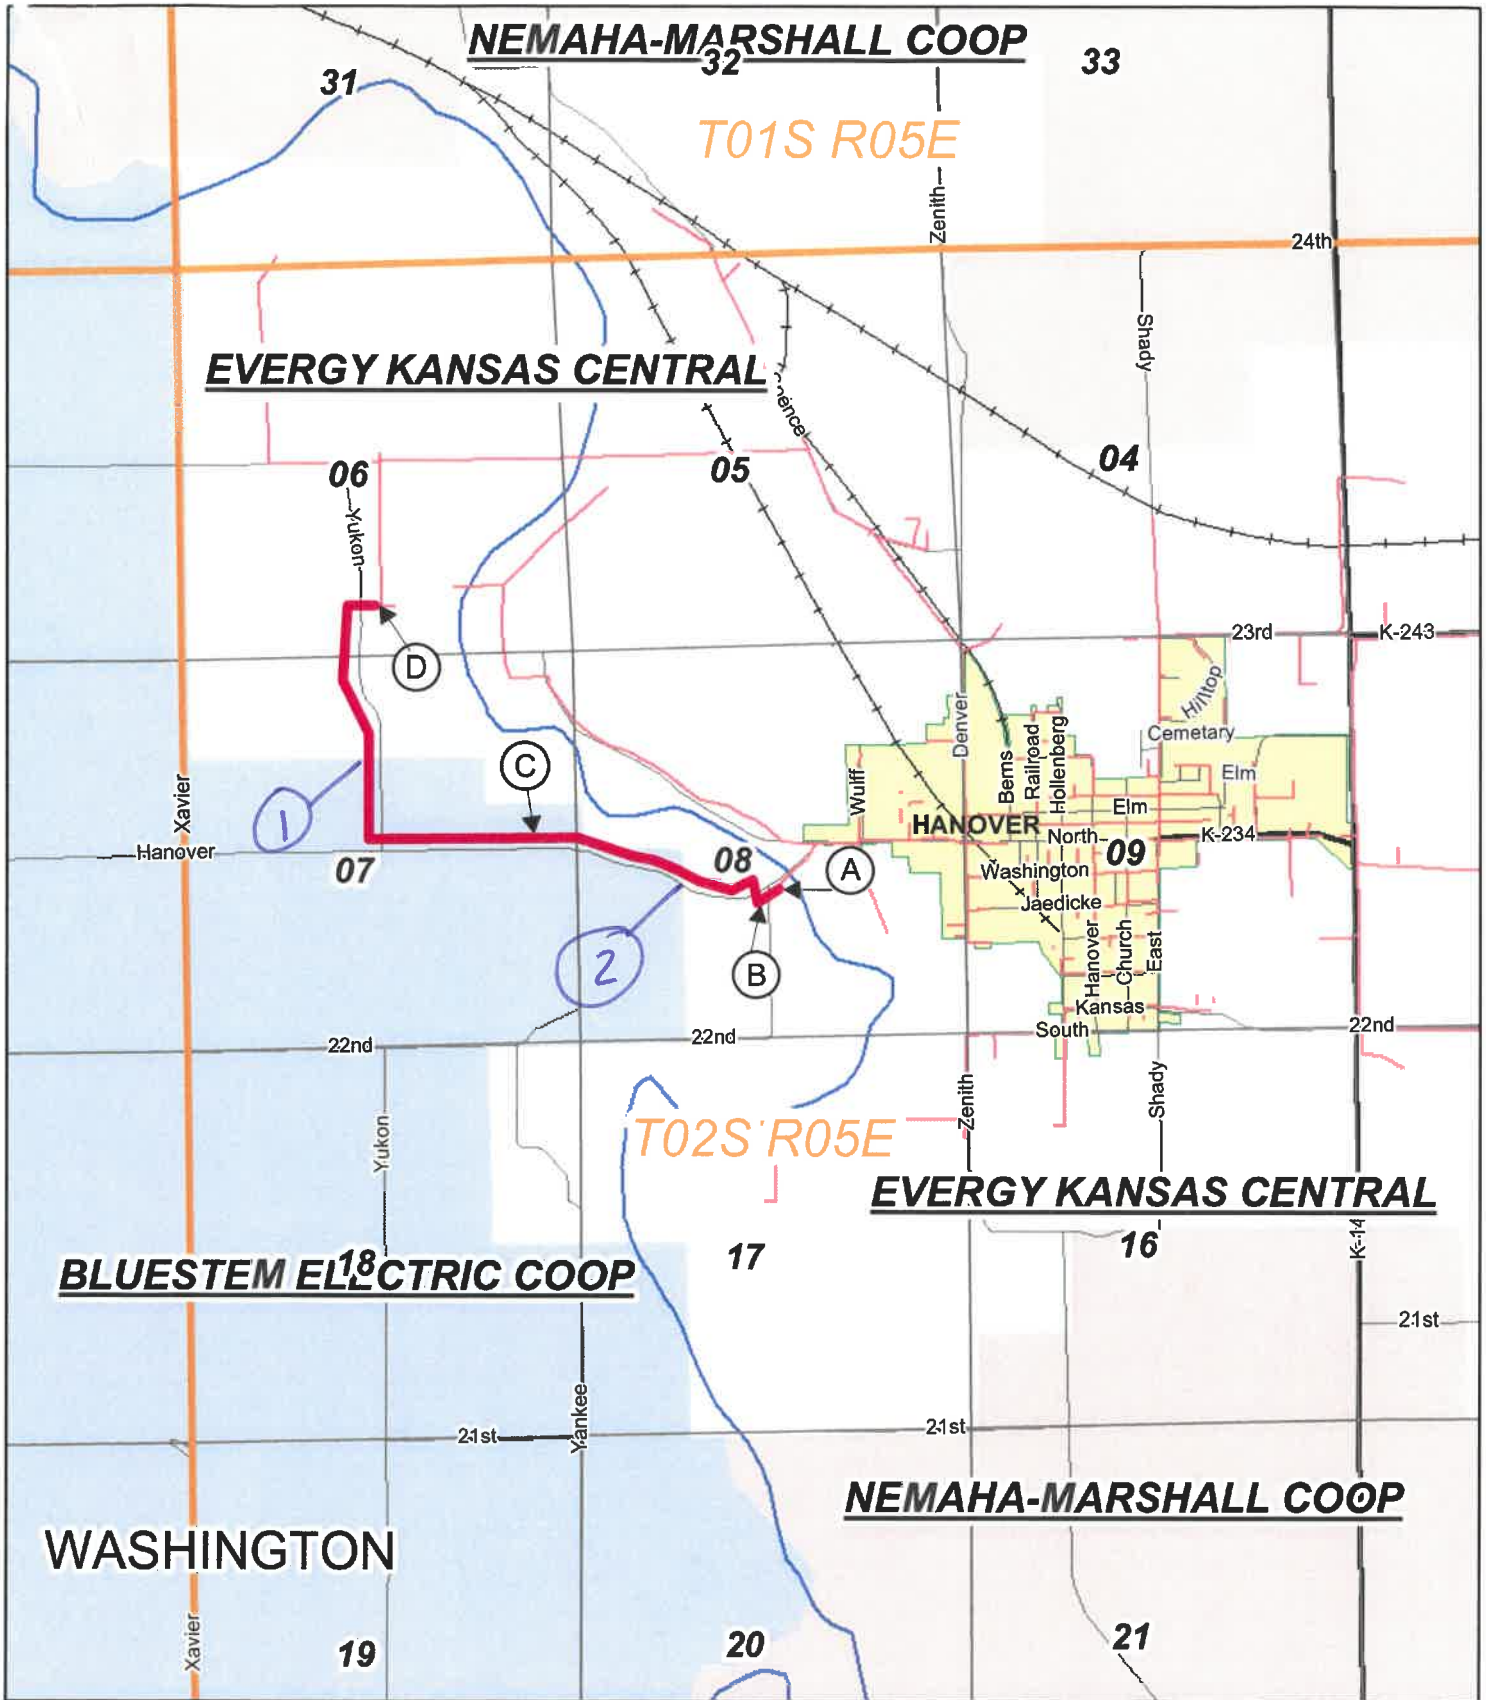 NEMAHA-MARSHALL COOP
31
32
33
T01S R05E
Zenith
24th
Shady
EVERGY KANSAS CENTRAL
06
05
04
Yukon
23rd
K-243
D
Hilltop
Denver
Cemetary
C
Xavier
Wulff
Berns
Railroad
Hollenberg
Elm
Elm
1
HANOVER
North
K-234
Hanover
07
08
09
A
Washington
Jaedicke
2
B
Hanover
Church
East
Kansas
South
22nd
22nd
22nd
Yukon
T02S R05E
Zenith
Shady
EVERGY KANSAS CENTRAL
BLUESTEM ELECTRIC COOP
18
17
16
K-14
21st
Yankee
21st
21st
NEMAHA-MARSHALL COOP
WASHINGTON
Xavier
19
20
21